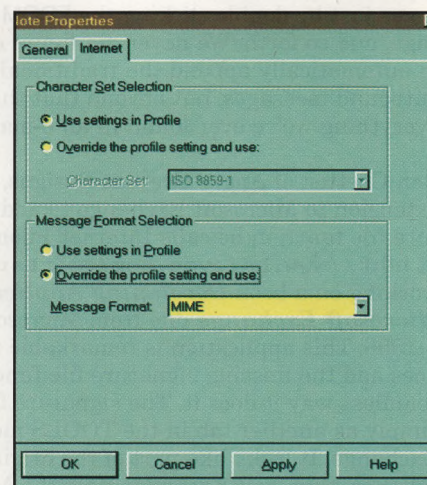 ote Properties
General Internet
Character Set Selection
Use settings in Profile
Override the profile setting and use:
Character Set: ISO 8859-1
Message Format Selection
Use settings in Profile
Override the profile setting and use:
Message Format: MIME
OK Cancel Apply Help